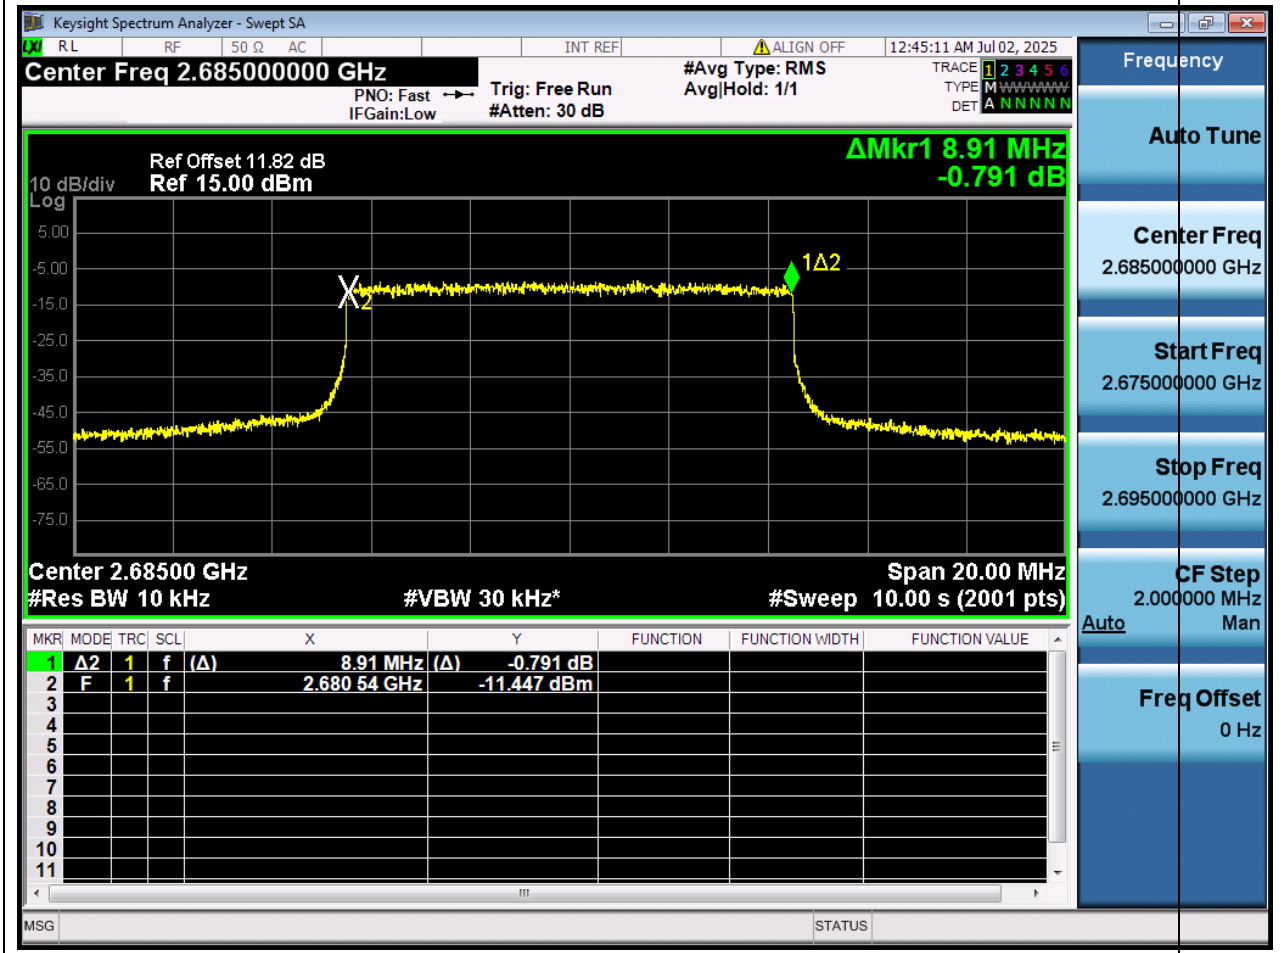 Keysight Spectrum Analyzer - Swept SA
LXI RL RF 50 Ω AC INT REF ALIGN OFF 12:45:11 AM Jul 02, 2025
Center Freq 2.685000000 GHz
PNO: Fast
IFGain:Low
Trig: Free Run
#Atten: 30 dB
#Avg Type: RMS
Avg|Hold: 1/1
TRACE 1 2 3 4 5 6
TYPE M WWWWW
DET A N N N N N
Ref Offset 11.82 dB
Ref 15.00 dBm
10 dB/div
Log
ΔMkr1 8.91 MHz
-0.791 dB
5.00
-5.00
-15.0
-25.0
-35.0
-45.0
-55.0
-65.0
-75.0
2
1Δ2
Center 2.68500 GHz Span 20.00 MHz
#Res BW 10 kHz #VBW 30 kHz* #Sweep 10.00 s (2001 pts)
MKR MODE TRC SCL X Y FUNCTION FUNCTION WIDTH FUNCTION VALUE
1 Δ2 1 f (Δ) 8.91 MHz (Δ) -0.791 dB
2 F 1 f 2.680 54 GHz -11.447 dBm
3
4
5
6
7
8
9
10
11
MSG STATUS
Frequency
Auto Tune
Center Freq
2.685000000 GHz
Start Freq
2.675000000 GHz
Stop Freq
2.695000000 GHz
CF Step
2.000000 MHz
Auto Man
Freq Offset
0 Hz